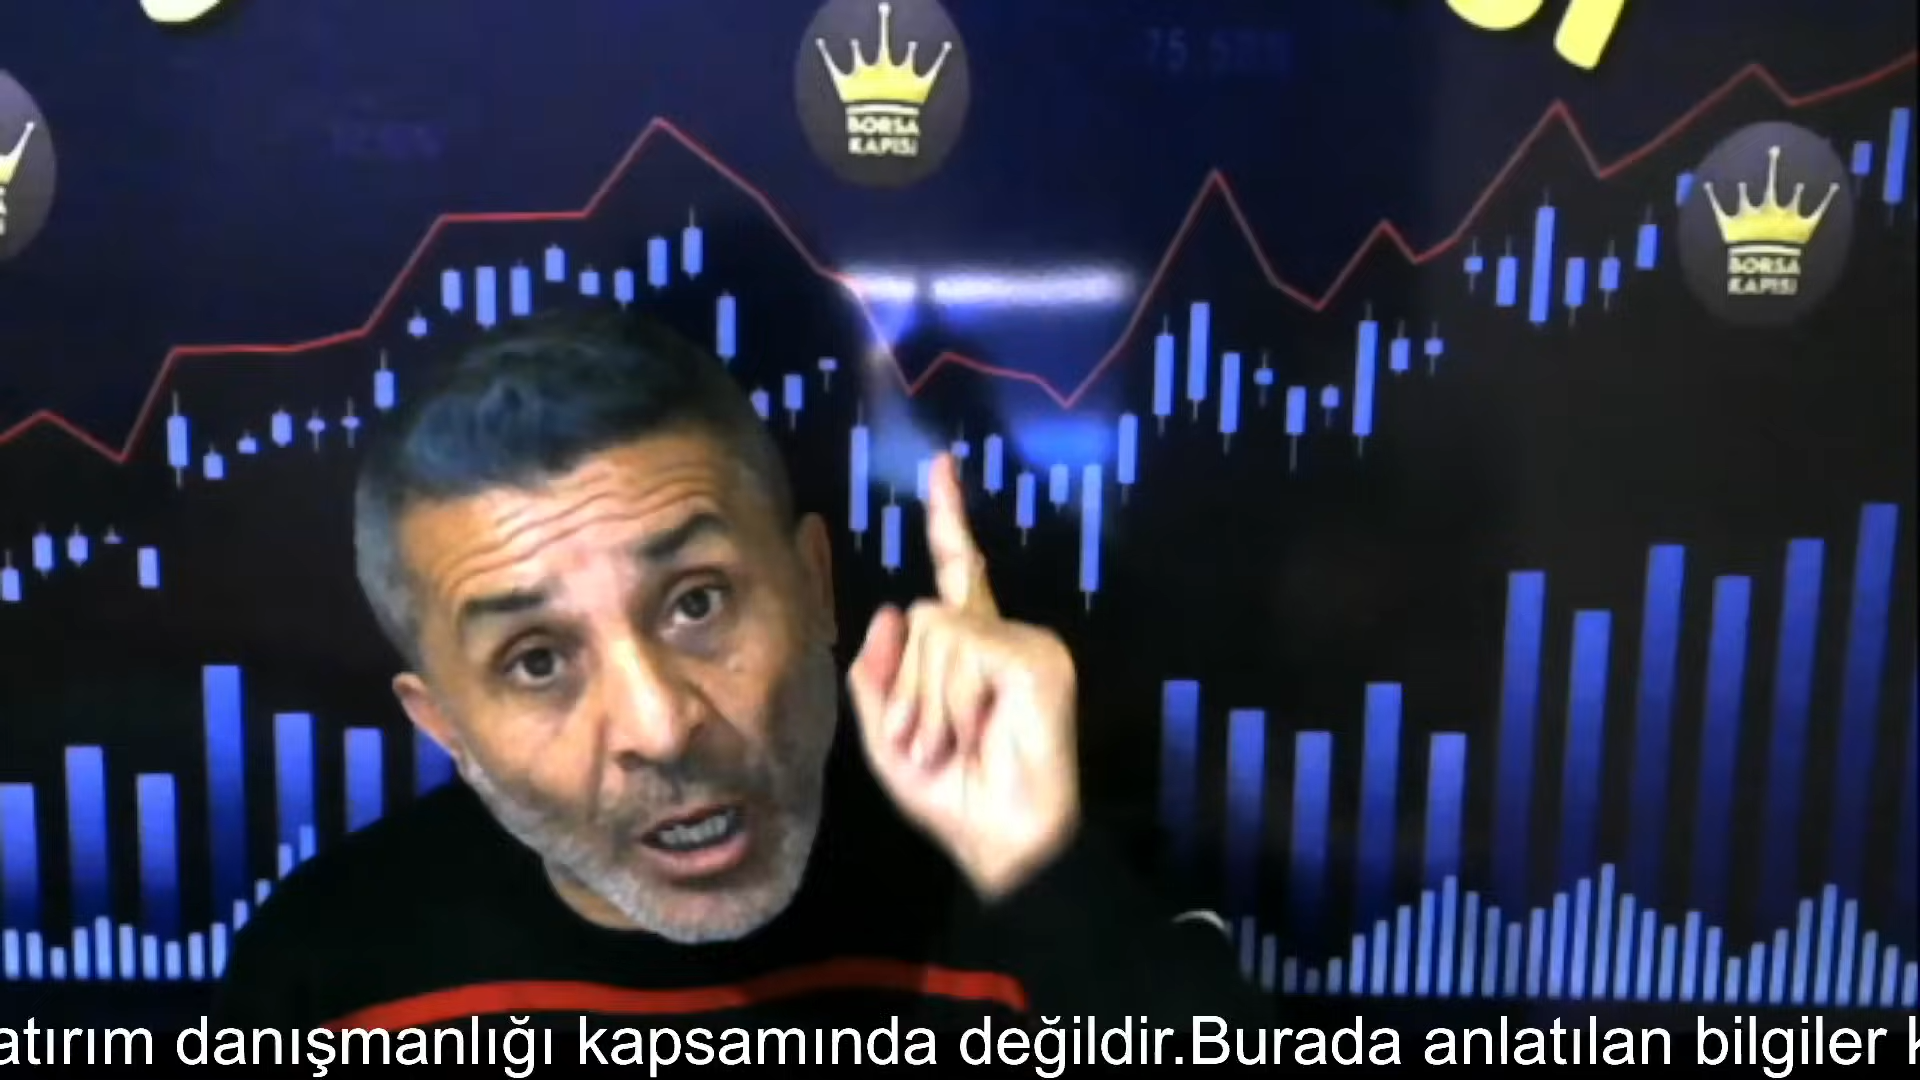 BORSA
KAPISI
BORSA
KAPISI
atırım danışmanlığı kapsamında değildir.Burada anlatılan bilgiler k